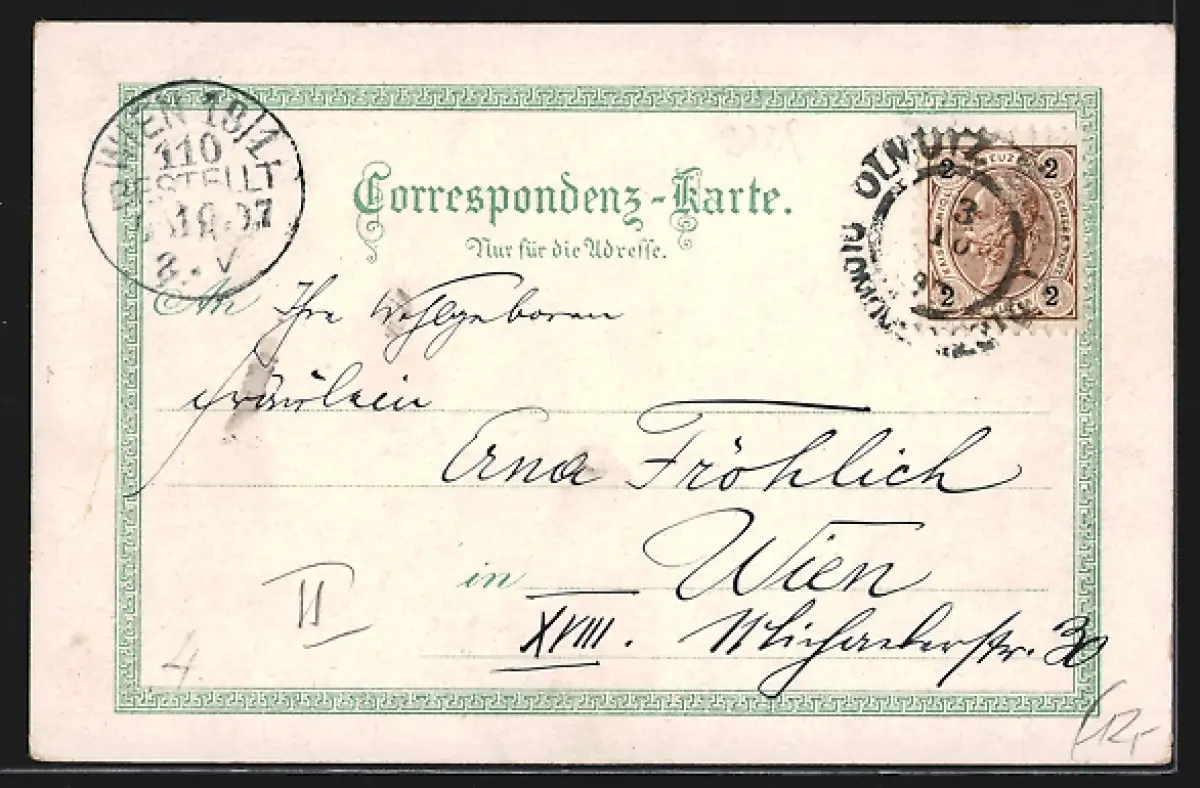 WIEN 18/1
110
BESTELLT
8. V
OLMÜTZ
2 2
2 2
Correspondenz-Karte.
Nur für die Adresse.
An Ihre Wohlgeboren
Fräulein
Erna Fröhlich
in Wien
XVIII. Michaelerstr. 30
II
4.